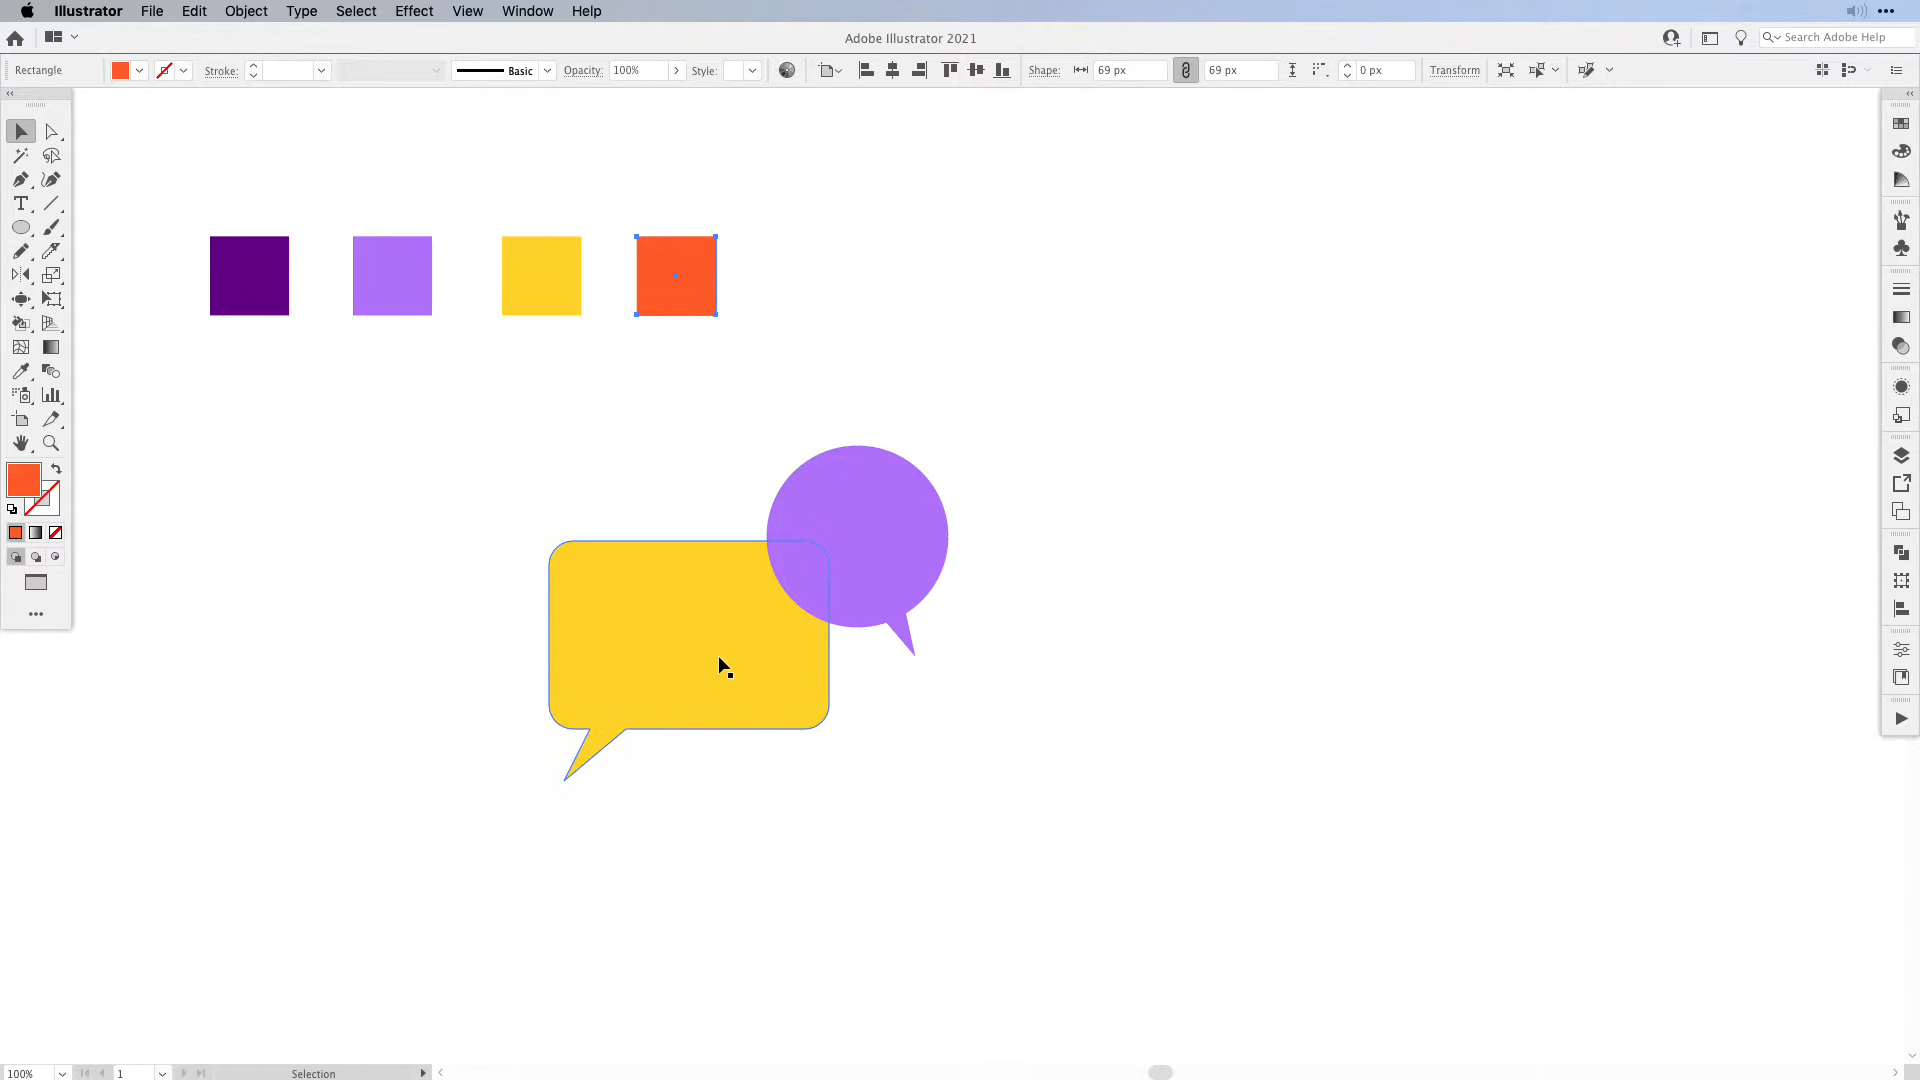 Illustrator File Edit Object Type Select Effect View Window Help
Adobe Illustrator 2021
Search Adobe Help
Rectangle Stroke: Basic Opacity: 100% Style: Shape: 69 px 69 px 0 px Transform
100% 1 Selection